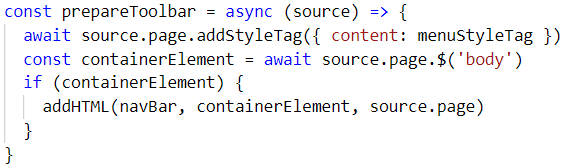 const prepareToolbar = async (source) => {
  await source.page.addStyleTag({ content: menuStyleTag })
  const containerElement = await source.page.$('body')
  if (containerElement) {
    addHTML(navBar, containerElement, source.page)
  }
}